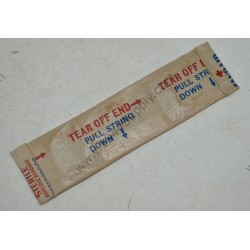 TEAR OFF END→
PULL STRING
DOWN ↓
TEAR OFF
PULL STR
DOWN ↓
STERILE